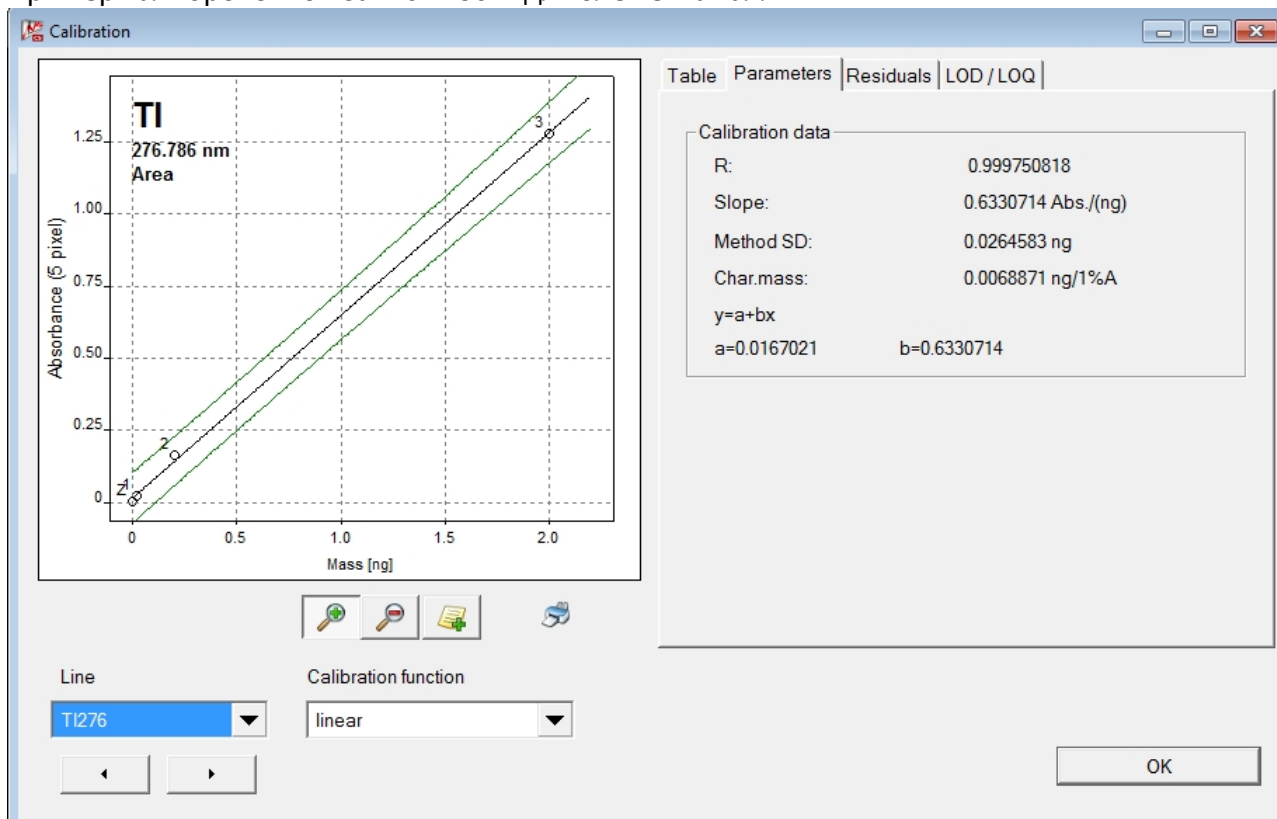 Calibration
Tl
276.786 nm
Area
1.25
1.00
0.75
0.50
0.25
0
Absorbance (5 pixel)
Z
1
2
3
0 0.5 1.0 1.5 2.0
Mass [ng]
Table Parameters Residuals LOD / LOQ
Calibration data
R: 0.999750818
Slope: 0.6330714 Abs./(ng)
Method SD: 0.0264583 ng
Char.mass: 0.0068871 ng/1%A
y=a+bx
a=0.0167021 b=0.6330714
Line
Tl276
Calibration function
linear
OK